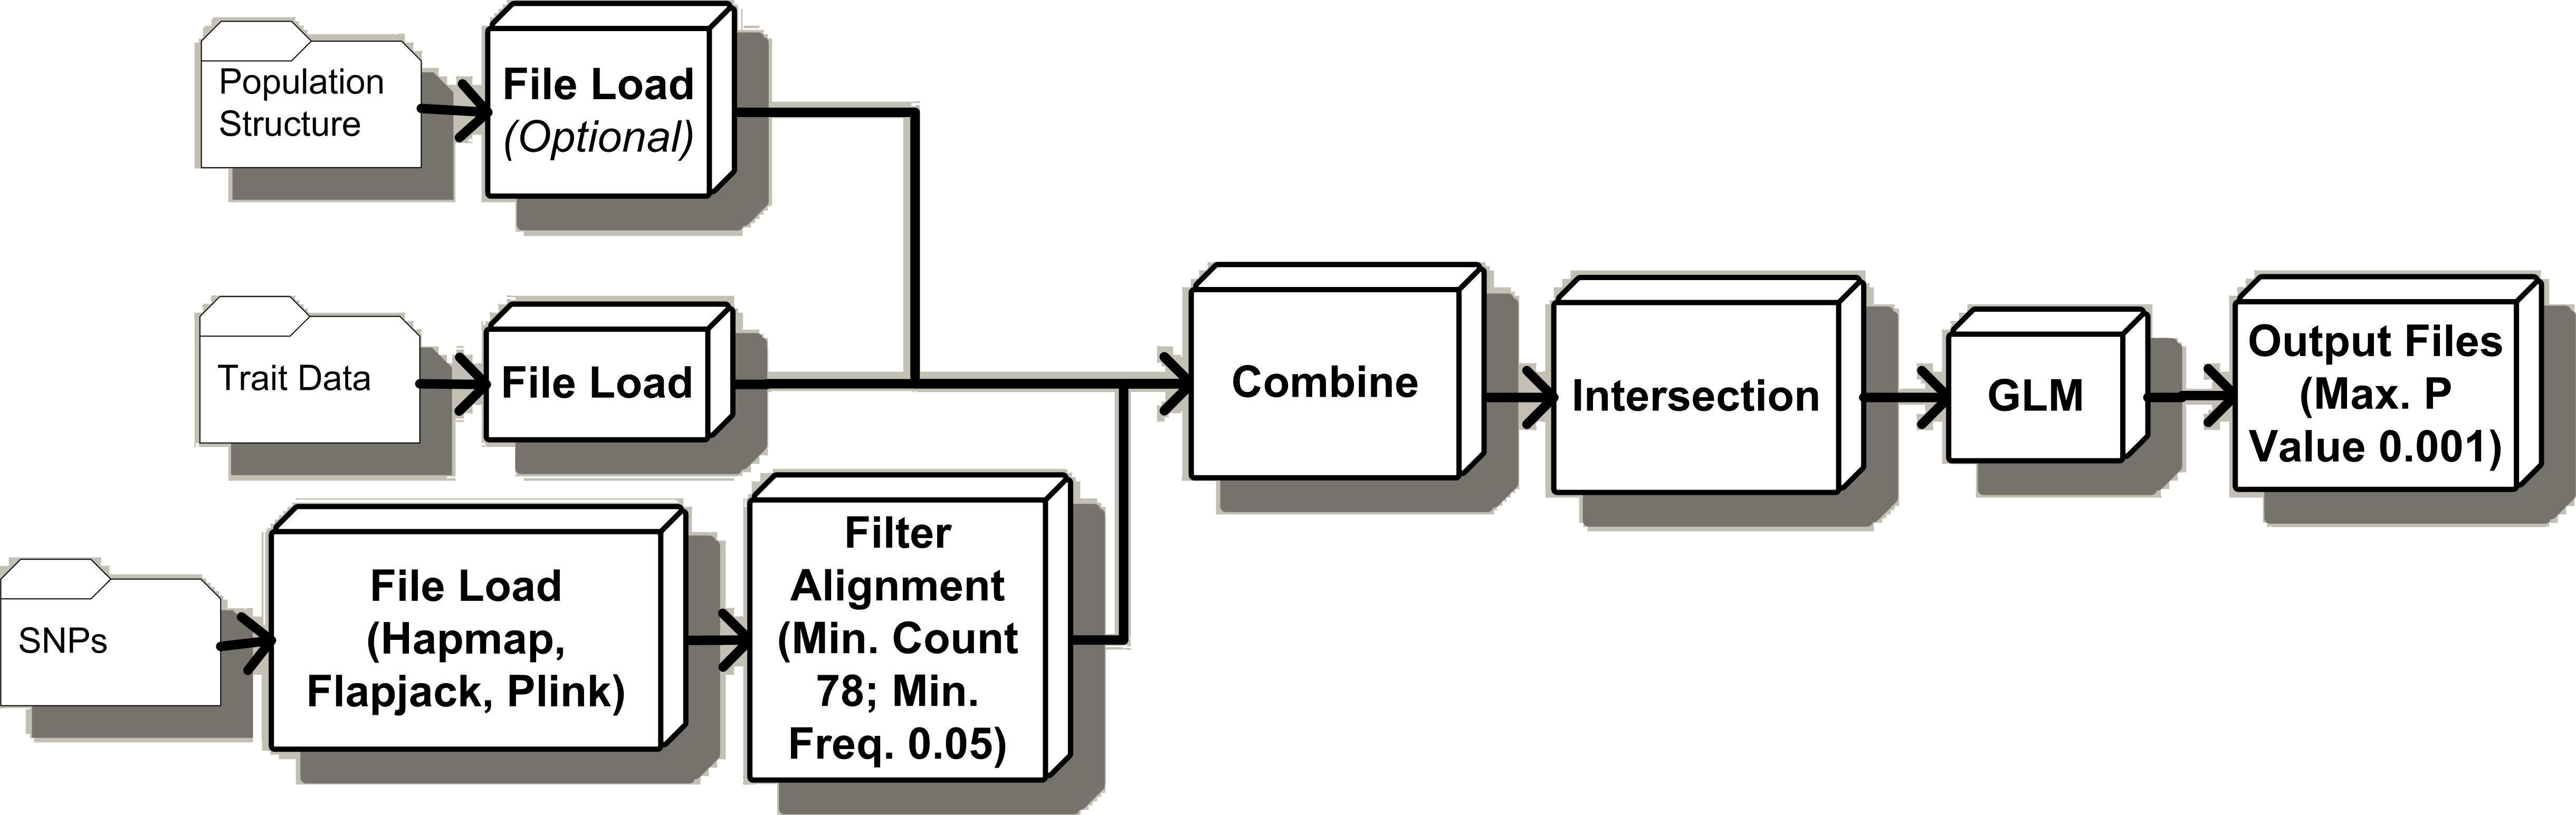 Population
Structure
File Load
(Optional)
Trait Data
File Load
SNPs
File Load
(Hapmap,
Flapjack, Plink)
Filter
Alignment
(Min. Count
78; Min.
Freq. 0.05)
Combine
Intersection
GLM
Output Files
(Max. P
Value 0.001)